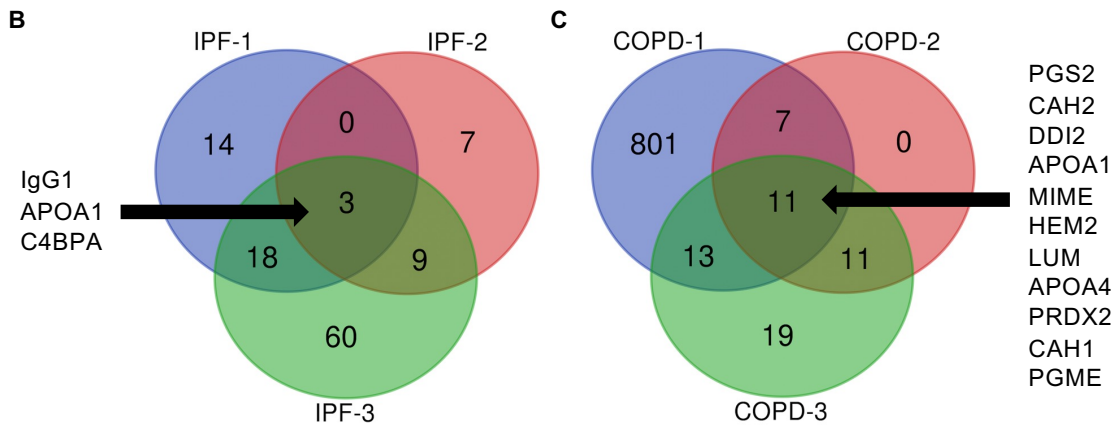 B
IPF-1
IPF-2
14
0
7
IgG1
APOA1
C4BPA
3
18
9
60
IPF-3
C
COPD-1
COPD-2
801
7
0
11
13
11
19
COPD-3
PGS2
CAH2
DDI2
APOA1
MIME
HEM2
LUM
APOA4
PRDX2
CAH1
PGME